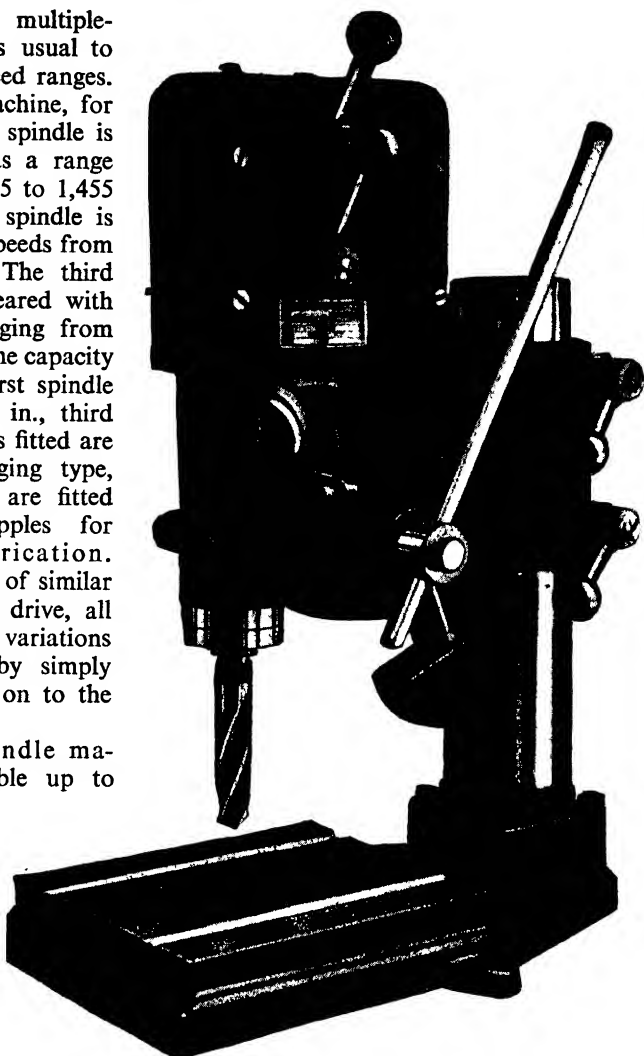 multiple-
s usual to
ed ranges.
achine, for
spindle is
as a range
5 to 1,455
spindle is
peeds from
The third
eared with
ging from
ne capacity
rst spindle
in., third
s fitted are
ging type,
are fitted
pples for
rication.
of similar
drive, all
variations
by simply
on to the
ndle ma-
ble up to